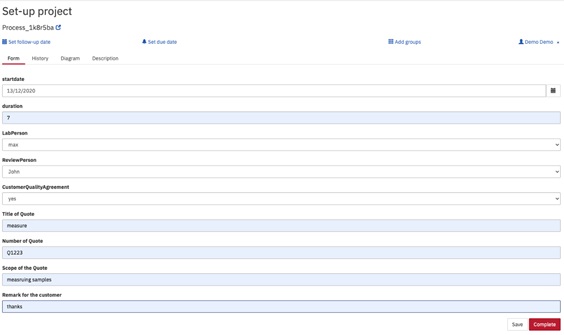 Set-up project
Process_1k8r5ba
Set follow-up date
Set due date
Add groups
Demo Demo
Form
History
Diagram
Description
startdate
13/12/2020
duration
7
LabPerson
max
ReviewPerson
John
CustomerQualityAgreement
yes
Title of Quote
measure
Number of Quote
Q1223
Scope of the Quote
measruing samples
Remark for the customer
thanks
Save
Complete